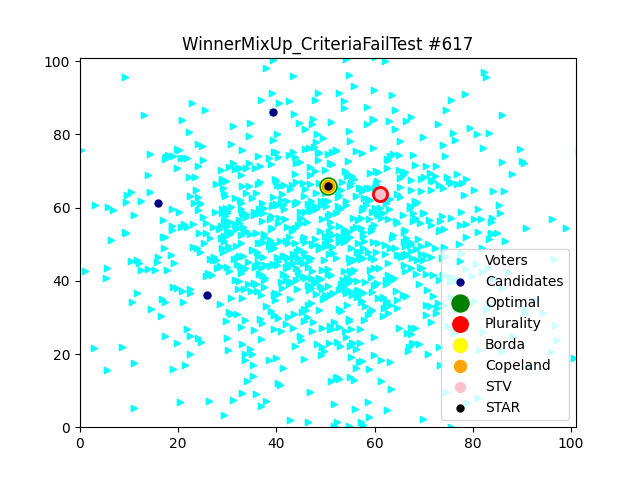 WinnerMixUp_CriteriaFailTest #617
100
80
60
40
20
0
0 20 40 60 80 100
Voters
Candidates
Optimal
Plurality
Borda
Copeland
STV
STAR